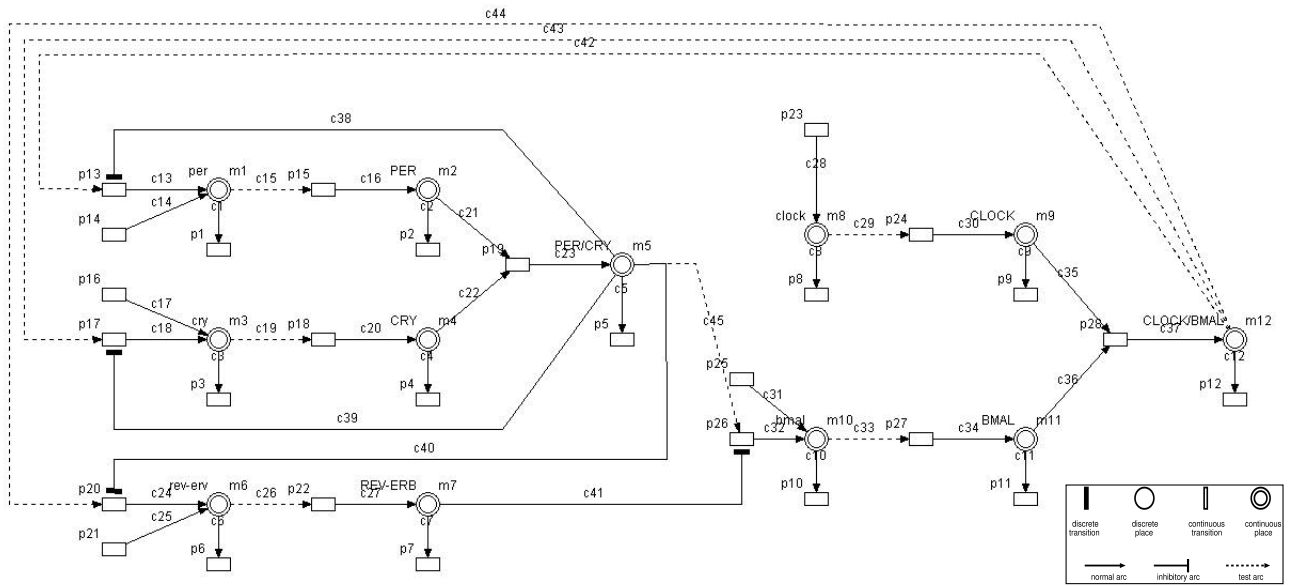 c44
c43
c42
p23
c38
c28
p13 c13 per m1 c15 p15 c16 PER m2
c14
c1 c2
p14 c21 clock m8 c29 p24 c30 CLOCK m9
p1 p2 p19 c23 PER/CRY m5
c8 c9
p16 c22 c5 p8 p9 c35
c17
p17 c18 cry m3 c19 p18 c20 CRY m4 p5 c45 p28 c37 CLOCK/BMAL m12
c3 c4 c12
p3 p4 p25 c36 p12
c31
c39 p26 c32 bmal m10 c33 p27 c34 BMAL m11
c40 c10 c11
p20 c24 rev-erv m6 c26 p22 c27 REV-ERB m7 c41 p10 p11
c25
c6 c7
p21
p6 p7
discrete transition
discrete place
continuous transition
continuous place
normal arc
inhibitory arc
test arc